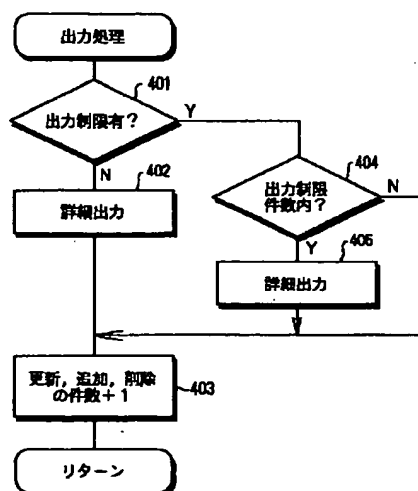 出力処理
401
出力制限有?
Y
N
402
詳細出力
404
出力制限
件数内?
N
Y
405
詳細出力
更新,追加,削除
の件数+1
403
リターン